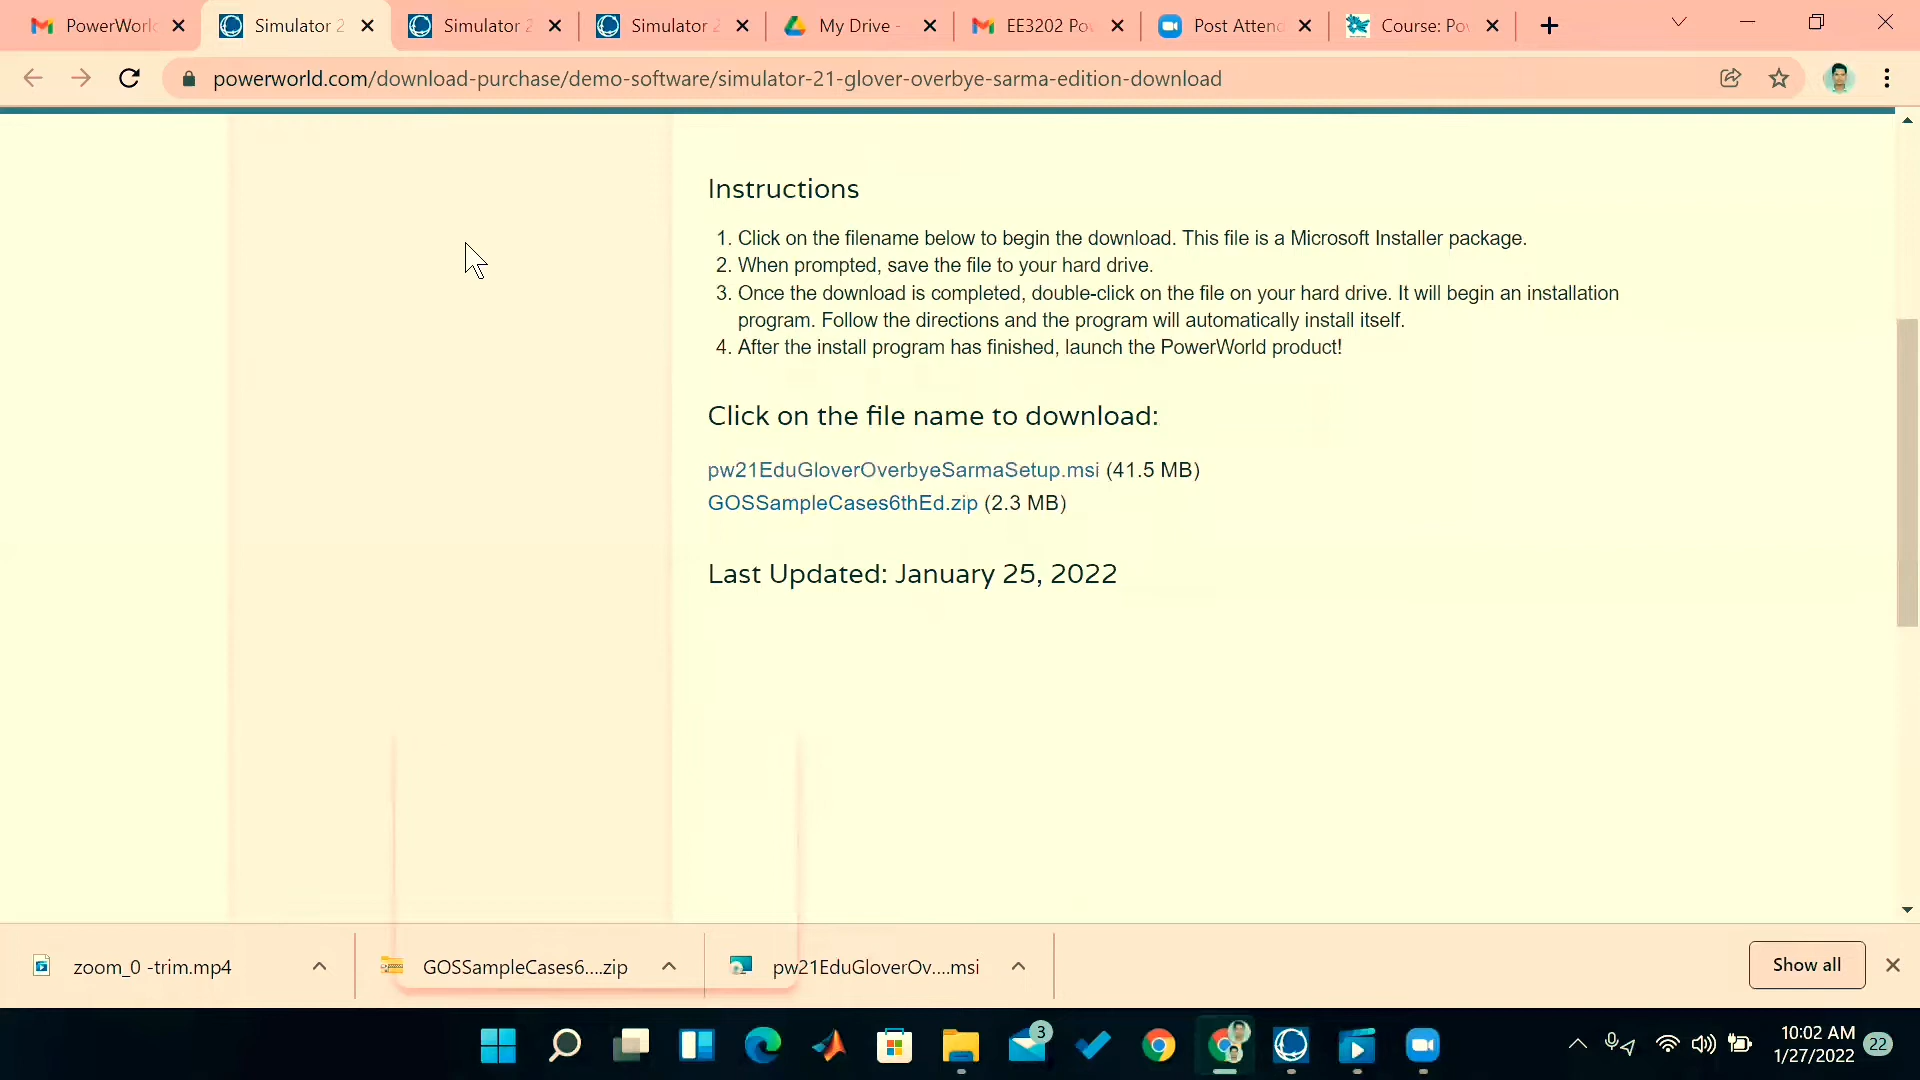 PowerWorl
Simulator 2
Simulator 2
Simulator 2
My Drive -
EE3202 Po
Post Attend
Course: Po
powerworld.com/download-purchase/demo-software/simulator-21-glover-overbye-sarma-edition-download
Instructions
1. Click on the filename below to begin the download. This file is a Microsoft Installer package.
2. When prompted, save the file to your hard drive.
3. Once the download is completed, double-click on the file on your hard drive. It will begin an installation
program. Follow the directions and the program will automatically install itself.
4. After the install program has finished, launch the PowerWorld product!
Click on the file name to download:
pw21EduGloverOverbyeSarmaSetup.msi (41.5 MB)
GOSSampleCases6thEd.zip (2.3 MB)
Last Updated: January 25, 2022
zoom_0 -trim.mp4
GOSSampleCases6....zip
pw21EduGloverOv....msi
Show all
3
10:02 AM
1/27/2022
22